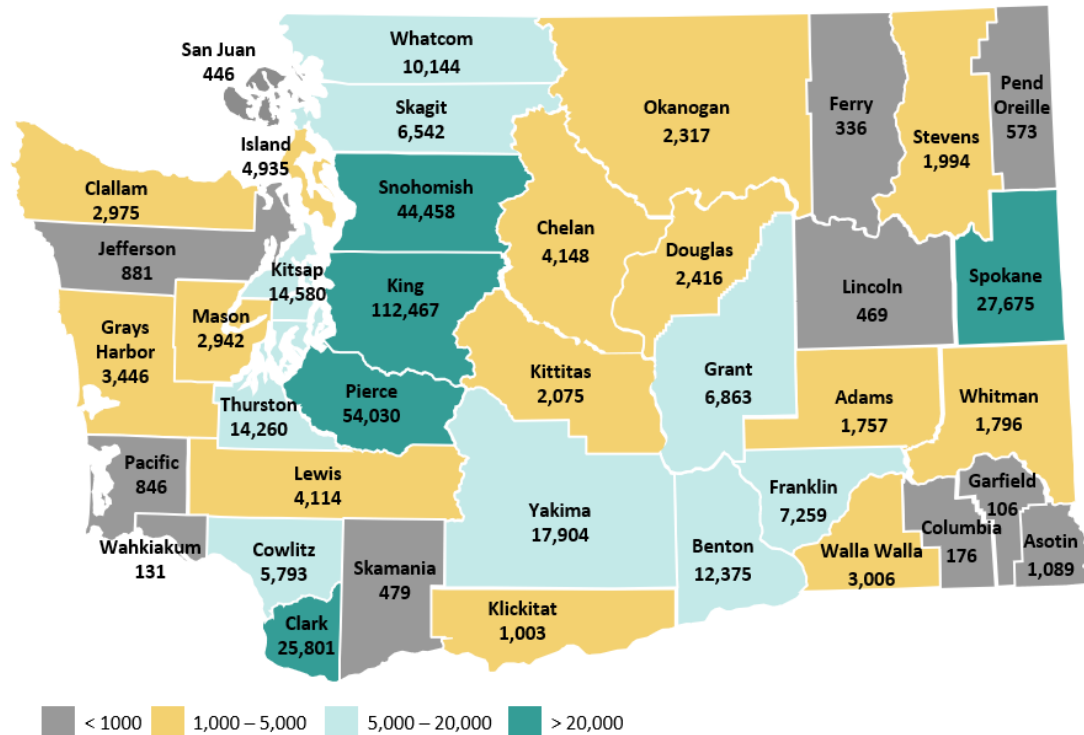 Whatcom
10,144
San Juan
446
Skagit
6,542
Okanogan
2,317
Ferry
336
Pend
Oreille
573
Stevens
1,994
Island
4,935
Clallam
2,975
Snohomish
44,458
Chelan
4,148
Douglas
2,416
Jefferson
881
Kitsap
14,580
King
112,467
Lincoln
469
Spokane
27,675
Mason
2,942
Grays
Harbor
3,446
Kittitas
2,075
Grant
6,863
Pierce
54,030
Thurston
14,260
Adams
1,757
Whitman
1,796
Pacific
846
Lewis
4,114
Yakima
17,904
Franklin
7,259
Garfield
106
Wahkiakum
131
Cowlitz
5,793
Skamania
479
Benton
12,375
Walla Walla
3,006
Columbia
176
Asotin
1,089
Klickitat
1,003
Clark
25,801
< 1000
1,000 – 5,000
5,000 – 20,000
> 20,000